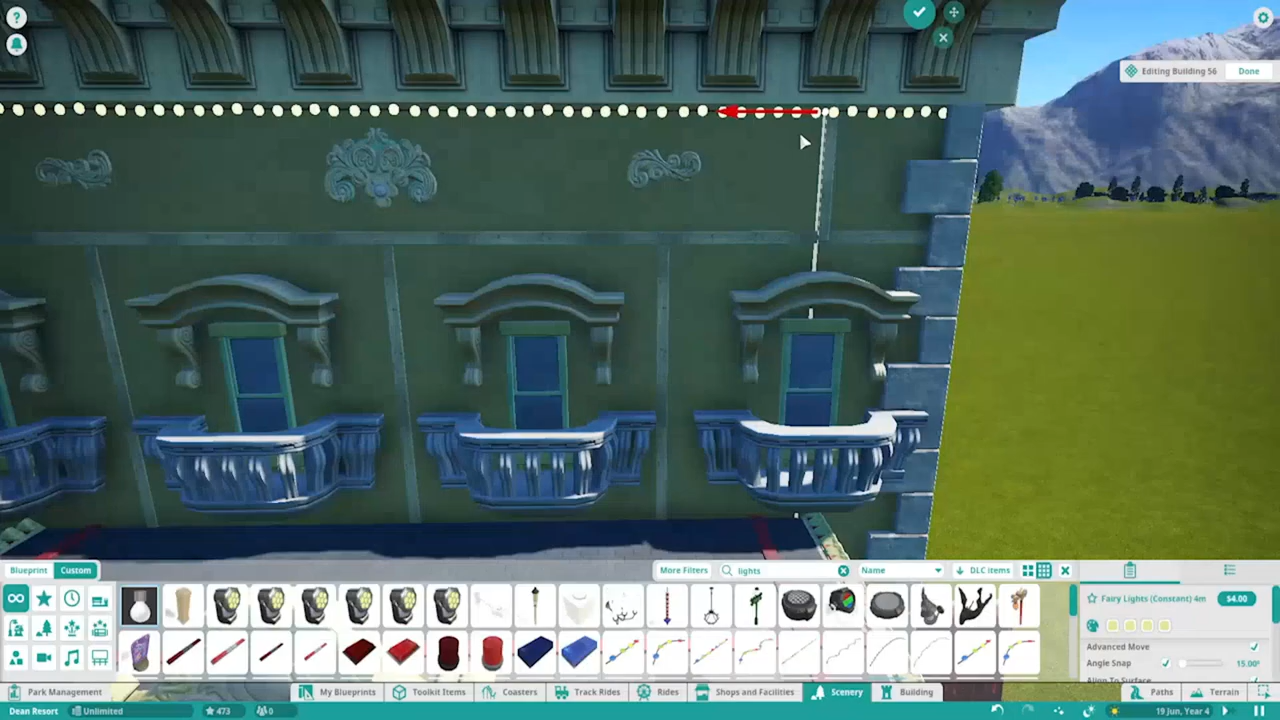 Editing Building 56 Done
Blueprint Custom More Filters lights Name DLC items
Fairy Lights (Constant) 4m $4.00
Advanced Move
Angle Snap 15.00°
Park Management My Blueprints Toolkit Items Coasters Track Rides Rides Shops and Facilities Scenery Building Paths Terrain
Dean Resort Unlimited 473 0 19 Jun, Year 4